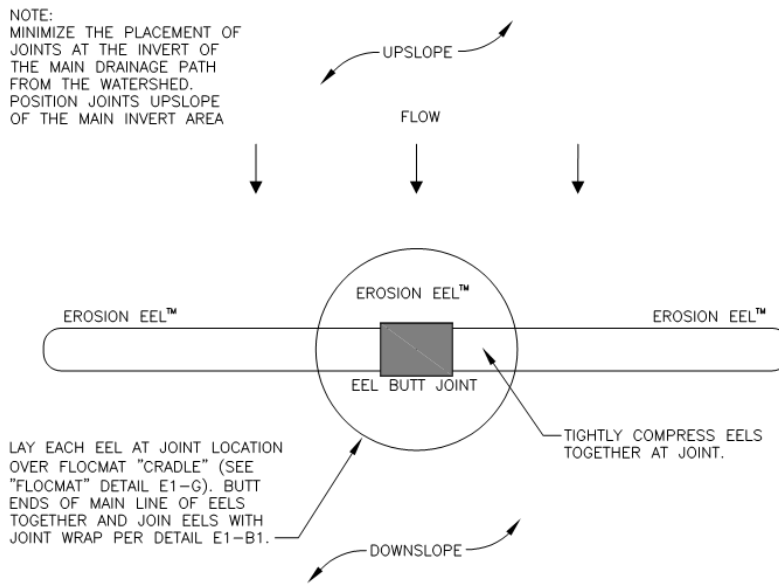 NOTE:
MINIMIZE THE PLACEMENT OF
JOINTS AT THE INVERT OF
THE MAIN DRAINAGE PATH
FROM THE WATERSHED.
POSITION JOINTS UPSLOPE
OF THE MAIN INVERT AREA
UPSLOPE
FLOW
EROSION EEL™
EROSION EEL™
EROSION EEL™
EEL BUTT JOINT
LAY EACH EEL AT JOINT LOCATION
OVER FLOCMAT "CRADLE" (SEE
"FLOCMAT" DETAIL E1-G). BUTT
ENDS OF MAIN LINE OF EELS
TOGETHER AND JOIN EELS WITH
JOINT WRAP PER DETAIL E1-B1.
TIGHTLY COMPRESS EELS
TOGETHER AT JOINT.
DOWNSLOPE